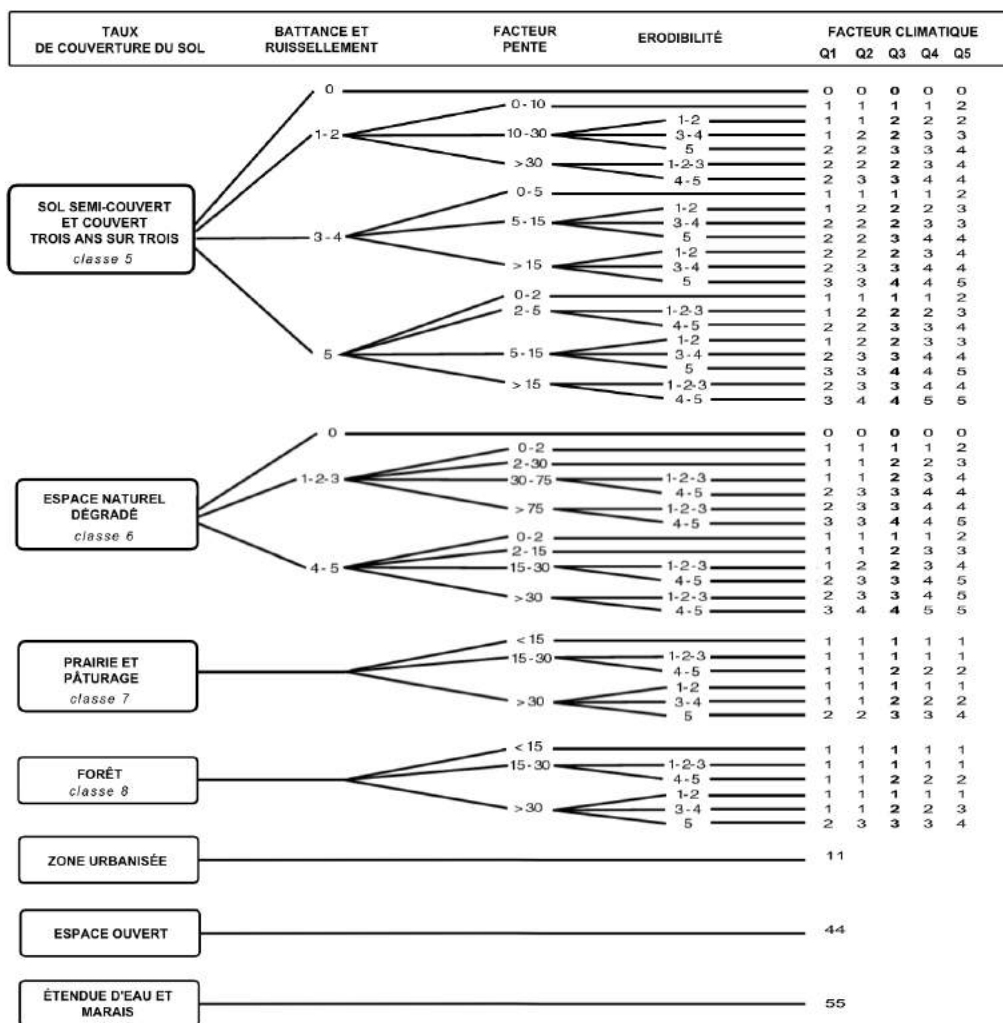 TAUX BATTANCE ET FACTEUR ERODIBILITÉ FACTEUR CLIMATIQUE
DE COUVERTURE DU SOL RUISSELLEMENT PENTE Q1 Q2 Q3 Q4 Q5
0 0 0 0 0 0
0-10 1 1 1 1 2
1-2 1 1 2 2 2
1-2 10-30 3-4 1 2 2 3 3
5 2 2 3 3 4
>30 1-2-3 2 2 2 3 4
4-5 2 3 3 4 4
SOL SEMI-COUVERT
ET COUVERT
TROIS ANS SUR TROIS
classe 5
0-5 1 1 1 1 2
1-2 1 2 2 2 3
5-15 3-4 2 2 2 3 3
3-4 5 2 2 3 4 4
1-2 2 2 2 3 4
>15 3-4 2 3 3 4 4
5 3 3 4 4 5
0-2 1 1 1 1 2
2-5 1-2-3 1 2 2 2 3
4-5 2 2 3 3 4
1-2 1 2 2 3 3
5 5-15 3-4 2 3 3 4 4
5 3 3 4 4 5
>15 1-2-3 2 3 3 4 4
4-5 3 4 4 5 5
0 0 0 0 0 0
0-2 1 1 1 1 2
2-30 1 1 2 2 3
1-2-3 30-75 1-2-3 1 1 2 3 4
4-5 2 3 3 4 4
>75 1-2-3 2 3 3 4 4
4-5 3 3 4 4 5
ESPACE NATUREL
DÉGRADÉ
classe 6
0-2 1 1 1 1 2
2-15 1 1 2 3 3
4-5 15-30 1-2-3 1 2 2 3 4
4-5 2 3 3 4 5
>30 1-2-3 2 3 3 4 5
4-5 3 4 4 5 5
PRAIRIE ET
PÂTURAGE
classe 7
<15 1 1 1 1 1
15-30 1-2-3 1 1 1 1 1
4-5 1 1 2 2 2
1-2 1 1 1 1 1
>30 3-4 1 1 2 2 2
5 2 2 3 3 4
FORÊT
classe 8
<15 1 1 1 1 1
15-30 1-2-3 1 1 1 1 1
4-5 1 1 2 2 2
1-2 1 1 1 1 1
>30 3-4 1 1 2 2 3
5 2 3 3 3 4
ZONE URBANISÉE 11
ESPACE OUVERT 44
ÉTENDUE D'EAU ET
MARAIS 55